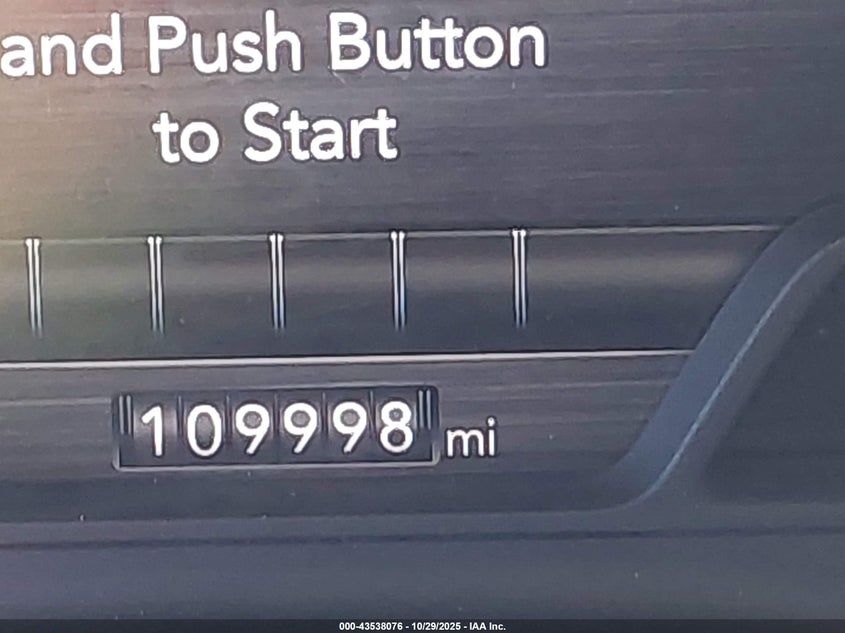 and Push Button
to Start
109998 mi
000-43538076 - 10/29/2025 - IAA Inc.